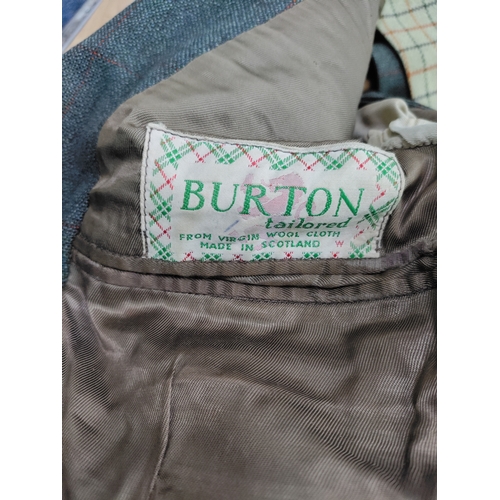 BURTON
tailored
FROM VIRGIN WOOL CLOTH
MADE IN SCOTLAND W